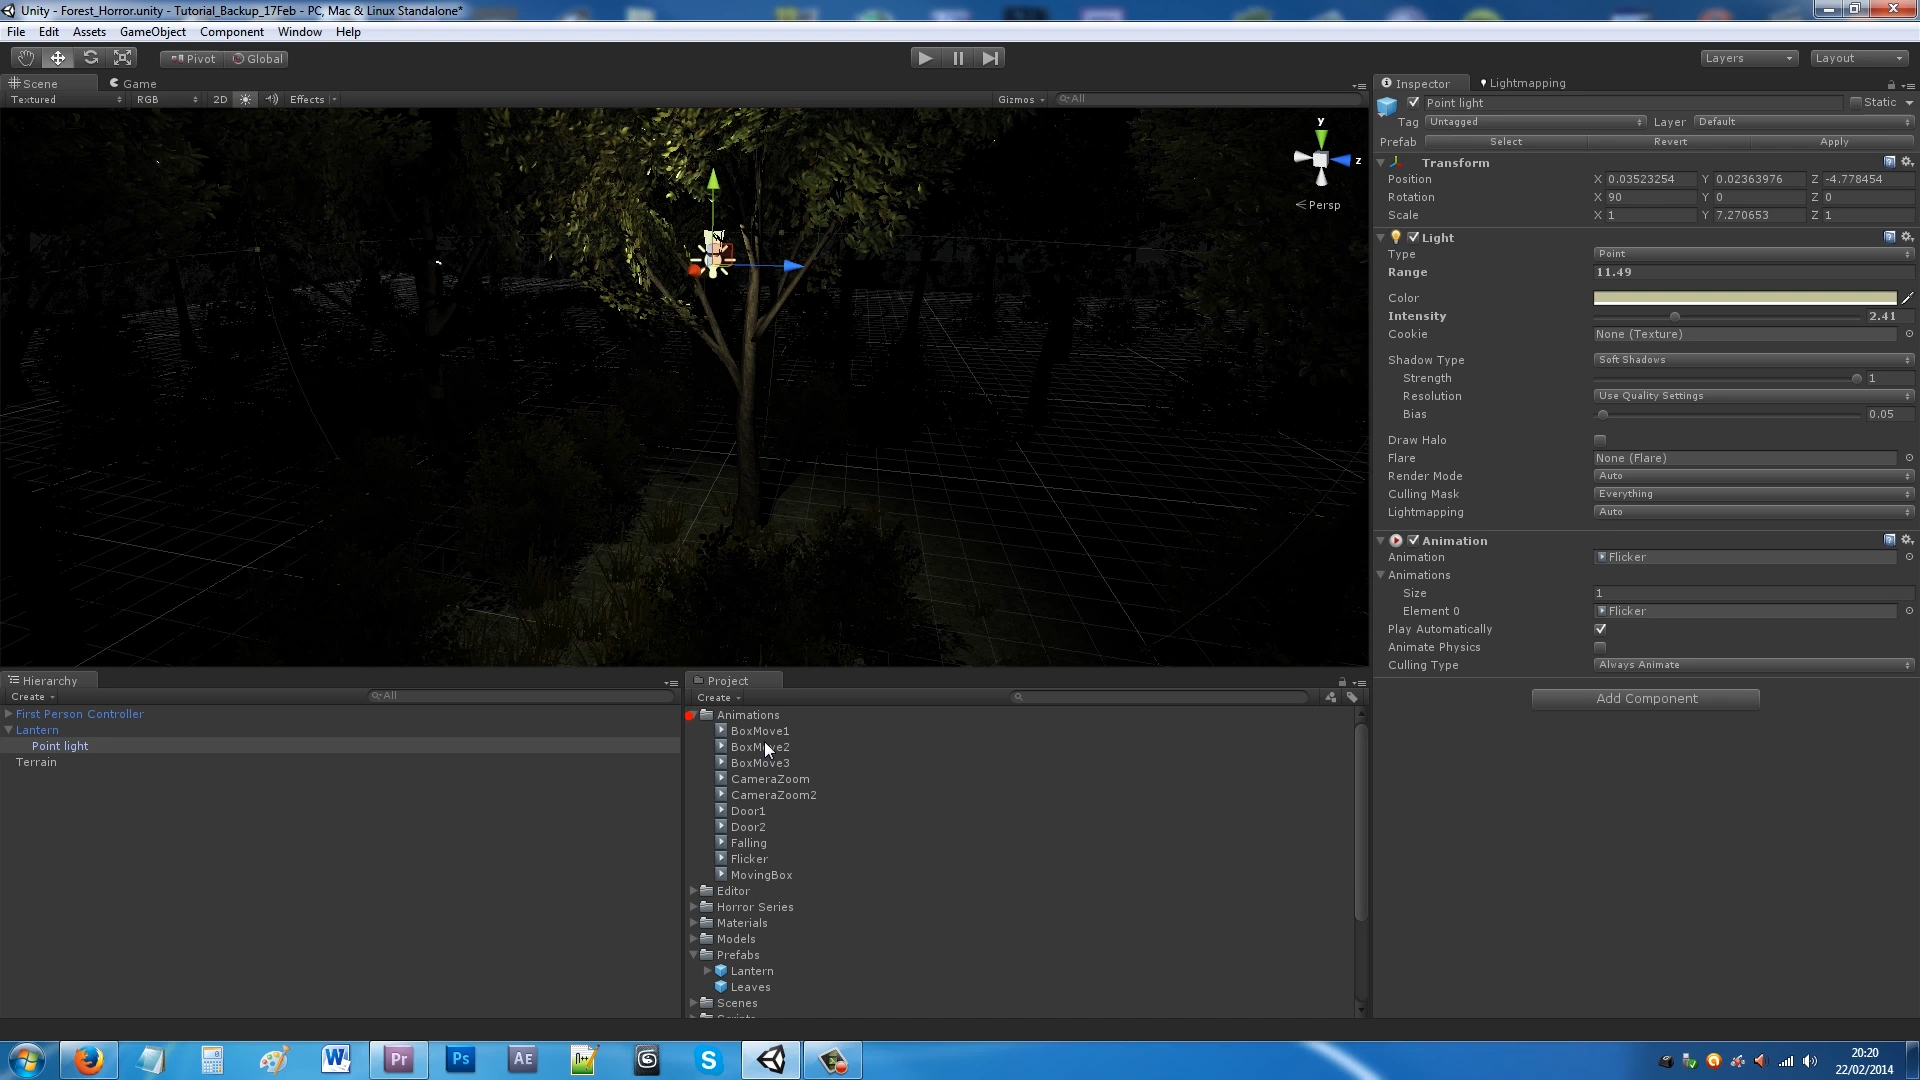 Unity - Forest_Horror.unity - Tutorial_Backup_17Feb - PC, Mac & Linux Standalone*
File Edit Assets GameObject Component Window Help
Pivot Global
Layers Layout
Scene Game
Textured RGB 2D Effects Gizmos All
y
z
Persp
Inspector Lightmapping
Point light Static
Tag Untagged Layer Default
Prefab Select Revert Apply
Transform
Position X 0.03523254 Y 0.02363976 Z -4.778454
Rotation X 90 Y 0 Z 0
Scale X 1 Y 7.270653 Z 1
Light
Type Point
Range 11.49
Color
Intensity 2.41
Cookie None (Texture)
Shadow Type Soft Shadows
Strength 1
Resolution Use Quality Settings
Bias 0.05
Draw Halo
Flare None (Flare)
Render Mode Auto
Culling Mask Everything
Lightmapping Auto
Animation
Animation Flicker
Animations
Size 1
Element 0 Flicker
Play Automatically
Animate Physics
Culling Type Always Animate
Add Component
Hierarchy
Create All
First Person Controller
Lantern
Point light
Terrain
Project
Create
Animations
BoxMove1
BoxMove2
BoxMove3
CameraZoom
CameraZoom2
Door1
Door2
Falling
Flicker
MovingBox
Editor
Horror Series
Materials
Models
Prefabs
Lantern
Leaves
Scenes
W Pr Ps AE S
20:20
22/02/2014